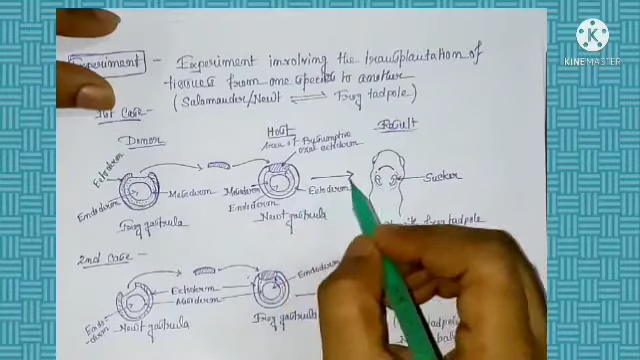 Experiment - Experiment involving the transplantation of
tissues from one species to another
(Salamander/Newt ⇌ Frog tadpole)
1st Case -
Donor
Host
Result
Area of Presumptive
oral ectoderm
Ectoderm
Mesoderm
Endoderm
Frog gastrula
Mesoderm
Ectoderm
Endoderm
Newt gastrula
Sucker
frog tadpole
2nd Case -
Ectoderm
Mesoderm
Endo-
derm
Newt gastrula
Endoderm
Frog gastrula
KINEMASTER